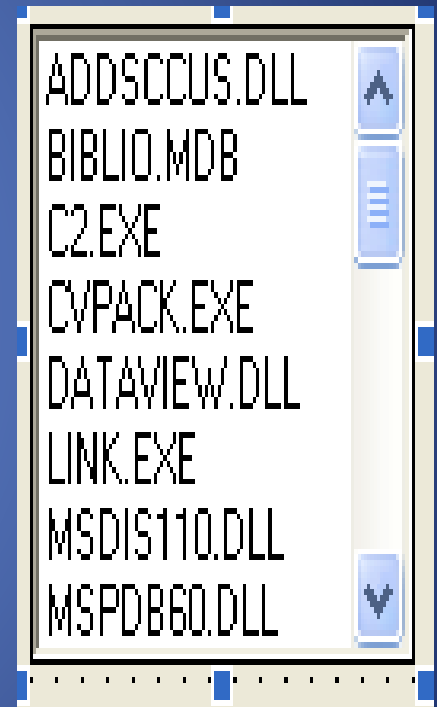 ADDSCCUS.DLL
BIBLIO.MDB
C2.EXE
CVPACK.EXE
DATAVIEW.DLL
LINK.EXE
MSDIS110.DLL
MSPDB60.DLL